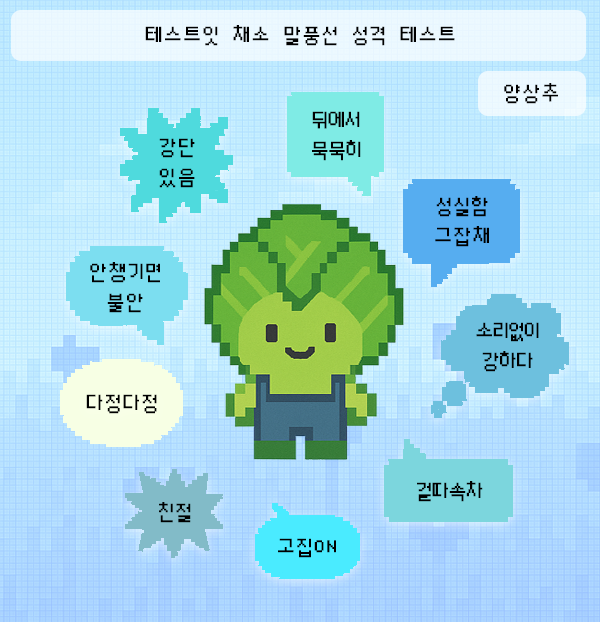 테스트잇 채소 말풍선 성격 테스트
양상추
강단
있음
뒤에서
묵묵히
성실함
그잡채
안챙기면
불안
소리없이
강하다
다정다정
겉따속차
친절
고집ON